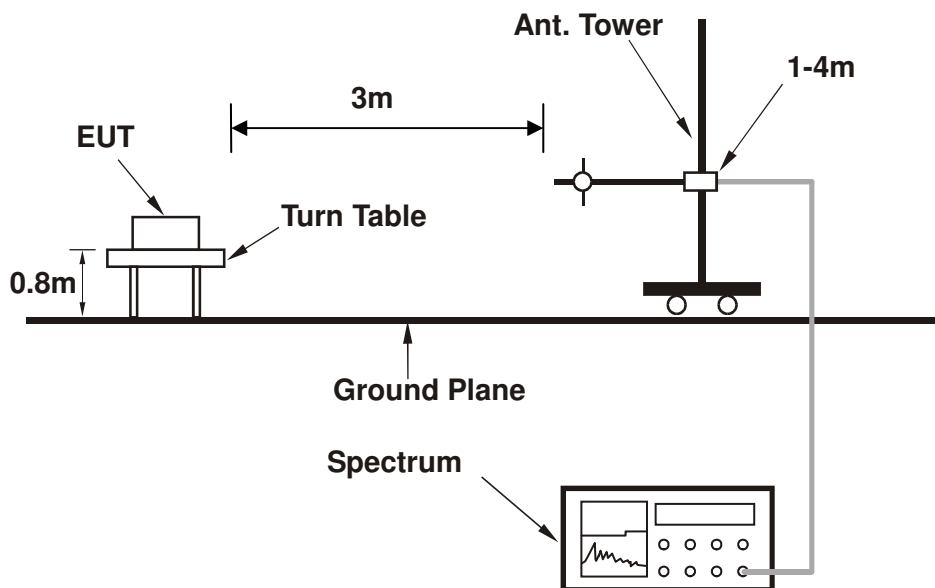 Ant. Tower
1-4m
3m
EUT
Turn Table
0.8m
Ground Plane
Spectrum